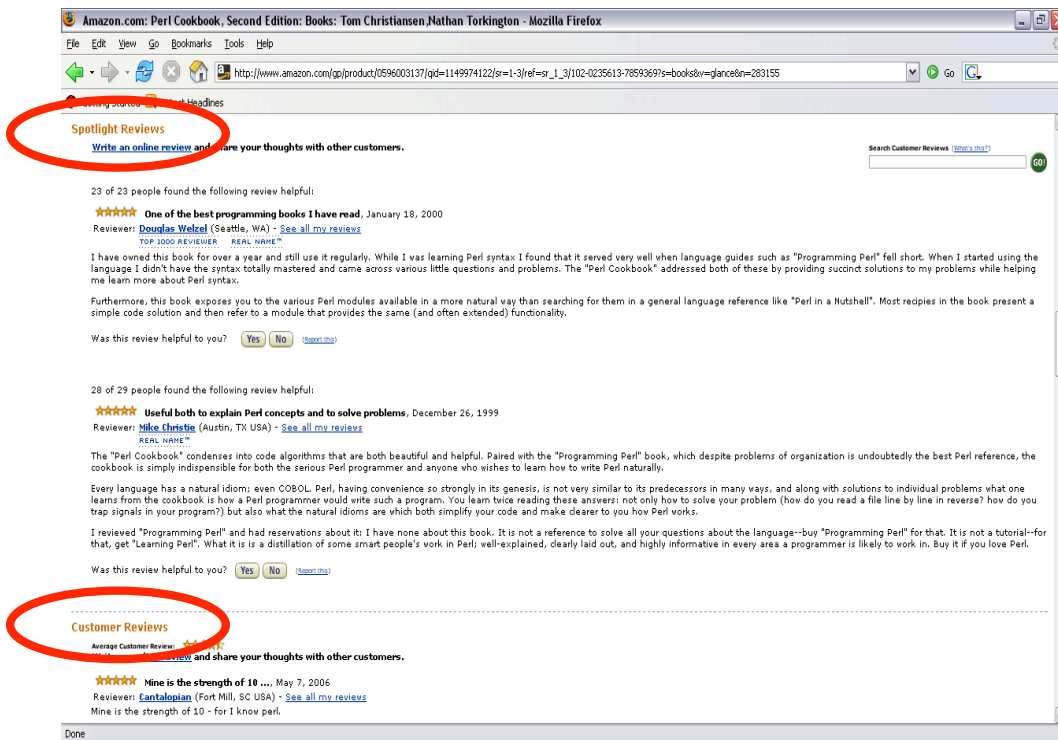 Amazon.com: Perl Cookbook, Second Edition: Books: Tom Christiansen,Nathan Torkington - Mozilla Firefox
File Edit View Go Bookmarks Tools Help
http://www.amazon.com/gp/product/0596003137/qid=1149974122/sr=1-3/ref=sr_1_3/102-0235613-7859369?s=books&v=glance&n=283155 Go G
Headlines
Spotlight Reviews
Write an online review and share your thoughts with other customers.
Search Customer Reviews (What's this?)
GO!
23 of 23 people found the following review helpful:
One of the best programming books I have read, January 18, 2000
Reviewer: Douglas Welzel (Seattle, WA) - See all my reviews
TOP 1000 REVIEWER REAL NAME™
I have owned this book for over a year and still use it regularly. While I was learning Perl syntax I found that it served very well when language guides such as "Programming Perl" fell short. When I started using the
language I didn't have the syntax totally mastered and came across various little questions and problems. The "Perl Cookbook" addressed both of these by providing succinct solutions to my problems while helping
me learn more about Perl syntax.
Furthermore, this book exposes you to the various Perl modules available in a more natural way than searching for them in a general language reference like "Perl in a Nutshell". Most recipies in the book present a
simple code solution and then refer to a module that provides the same (and often extended) functionality.
Was this review helpful to you? Yes No (Report this)
28 of 29 people found the following review helpful:
Useful both to explain Perl concepts and to solve problems, December 26, 1999
Reviewer: Mike Christie (Austin, TX USA) - See all my reviews
REAL NAME™
The "Perl Cookbook" condenses into code algorithms that are both beautiful and helpful. Paired with the "Programming Perl" book, which despite problems of organization is undoubtedly the best Perl reference, the
cookbook is simply indispensible for both the serious Perl programmer and anyone who wishes to learn how to write Perl naturally.
Every language has a natural idiom; even COBOL. Perl, having convenience so strongly in its genesis, is not very similar to its predecessors in many ways, and along with solutions to individual problems what one
learns from the cookbook is how a Perl programmer would write such a program. You learn twice reading these answers: not only how to solve your problem (how do you read a file line by line in reverse? how do you
trap signals in your program?) but also what the natural idioms are which both simplify your code and make clearer to you how Perl works.
I reviewed "Programming Perl" and had reservations about it: I have none about this book. It is not a reference to solve all your questions about the language--buy "Programming Perl" for that. It is not a tutorial--for
that, get "Learning Perl". What it is is a distillation of some smart people's work in Perl; well-explained, clearly laid out, and highly informative in every area a programmer is likely to work in. Buy it if you love Perl.
Was this review helpful to you? Yes No (Report this)
Customer Reviews
Average Customer Review:
review and share your thoughts with other customers.
Mine is the strength of 10 ..., May 7, 2006
Reviewer: Cantalopian (Fort Mill, SC USA) - See all my reviews
Mine is the strength of 10 - for I know perl.
Done